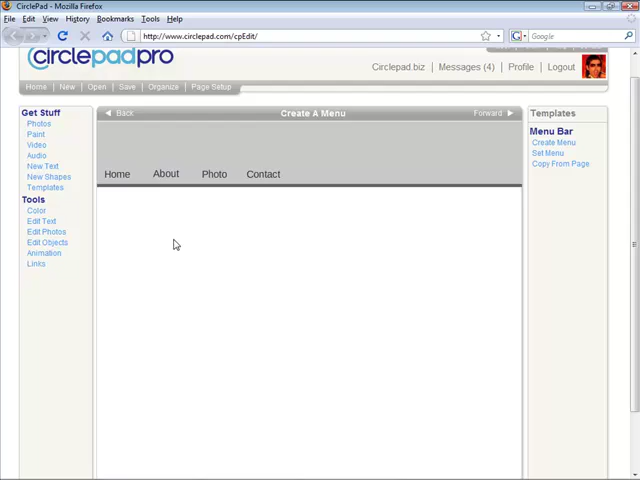 CirclePad - Mozilla Firefox
File Edit View History Bookmarks Tools Help
http://www.circlepad.com/cpEdit/
Google
circlepadpro
Circlepad.biz | Messages (4) | Profile | Logout
Home | New | Open | Save | Organize | Page Setup
Get Stuff
Photos
Paint
Video
Audio
New Text
New Shapes
Templates
Tools
Color
Edit Text
Edit Photos
Edit Objects
Animation
Links
Back Create A Menu Forward
Home About Photo Contact
Templates
Menu Bar
Create Menu
Set Menu
Copy From Page